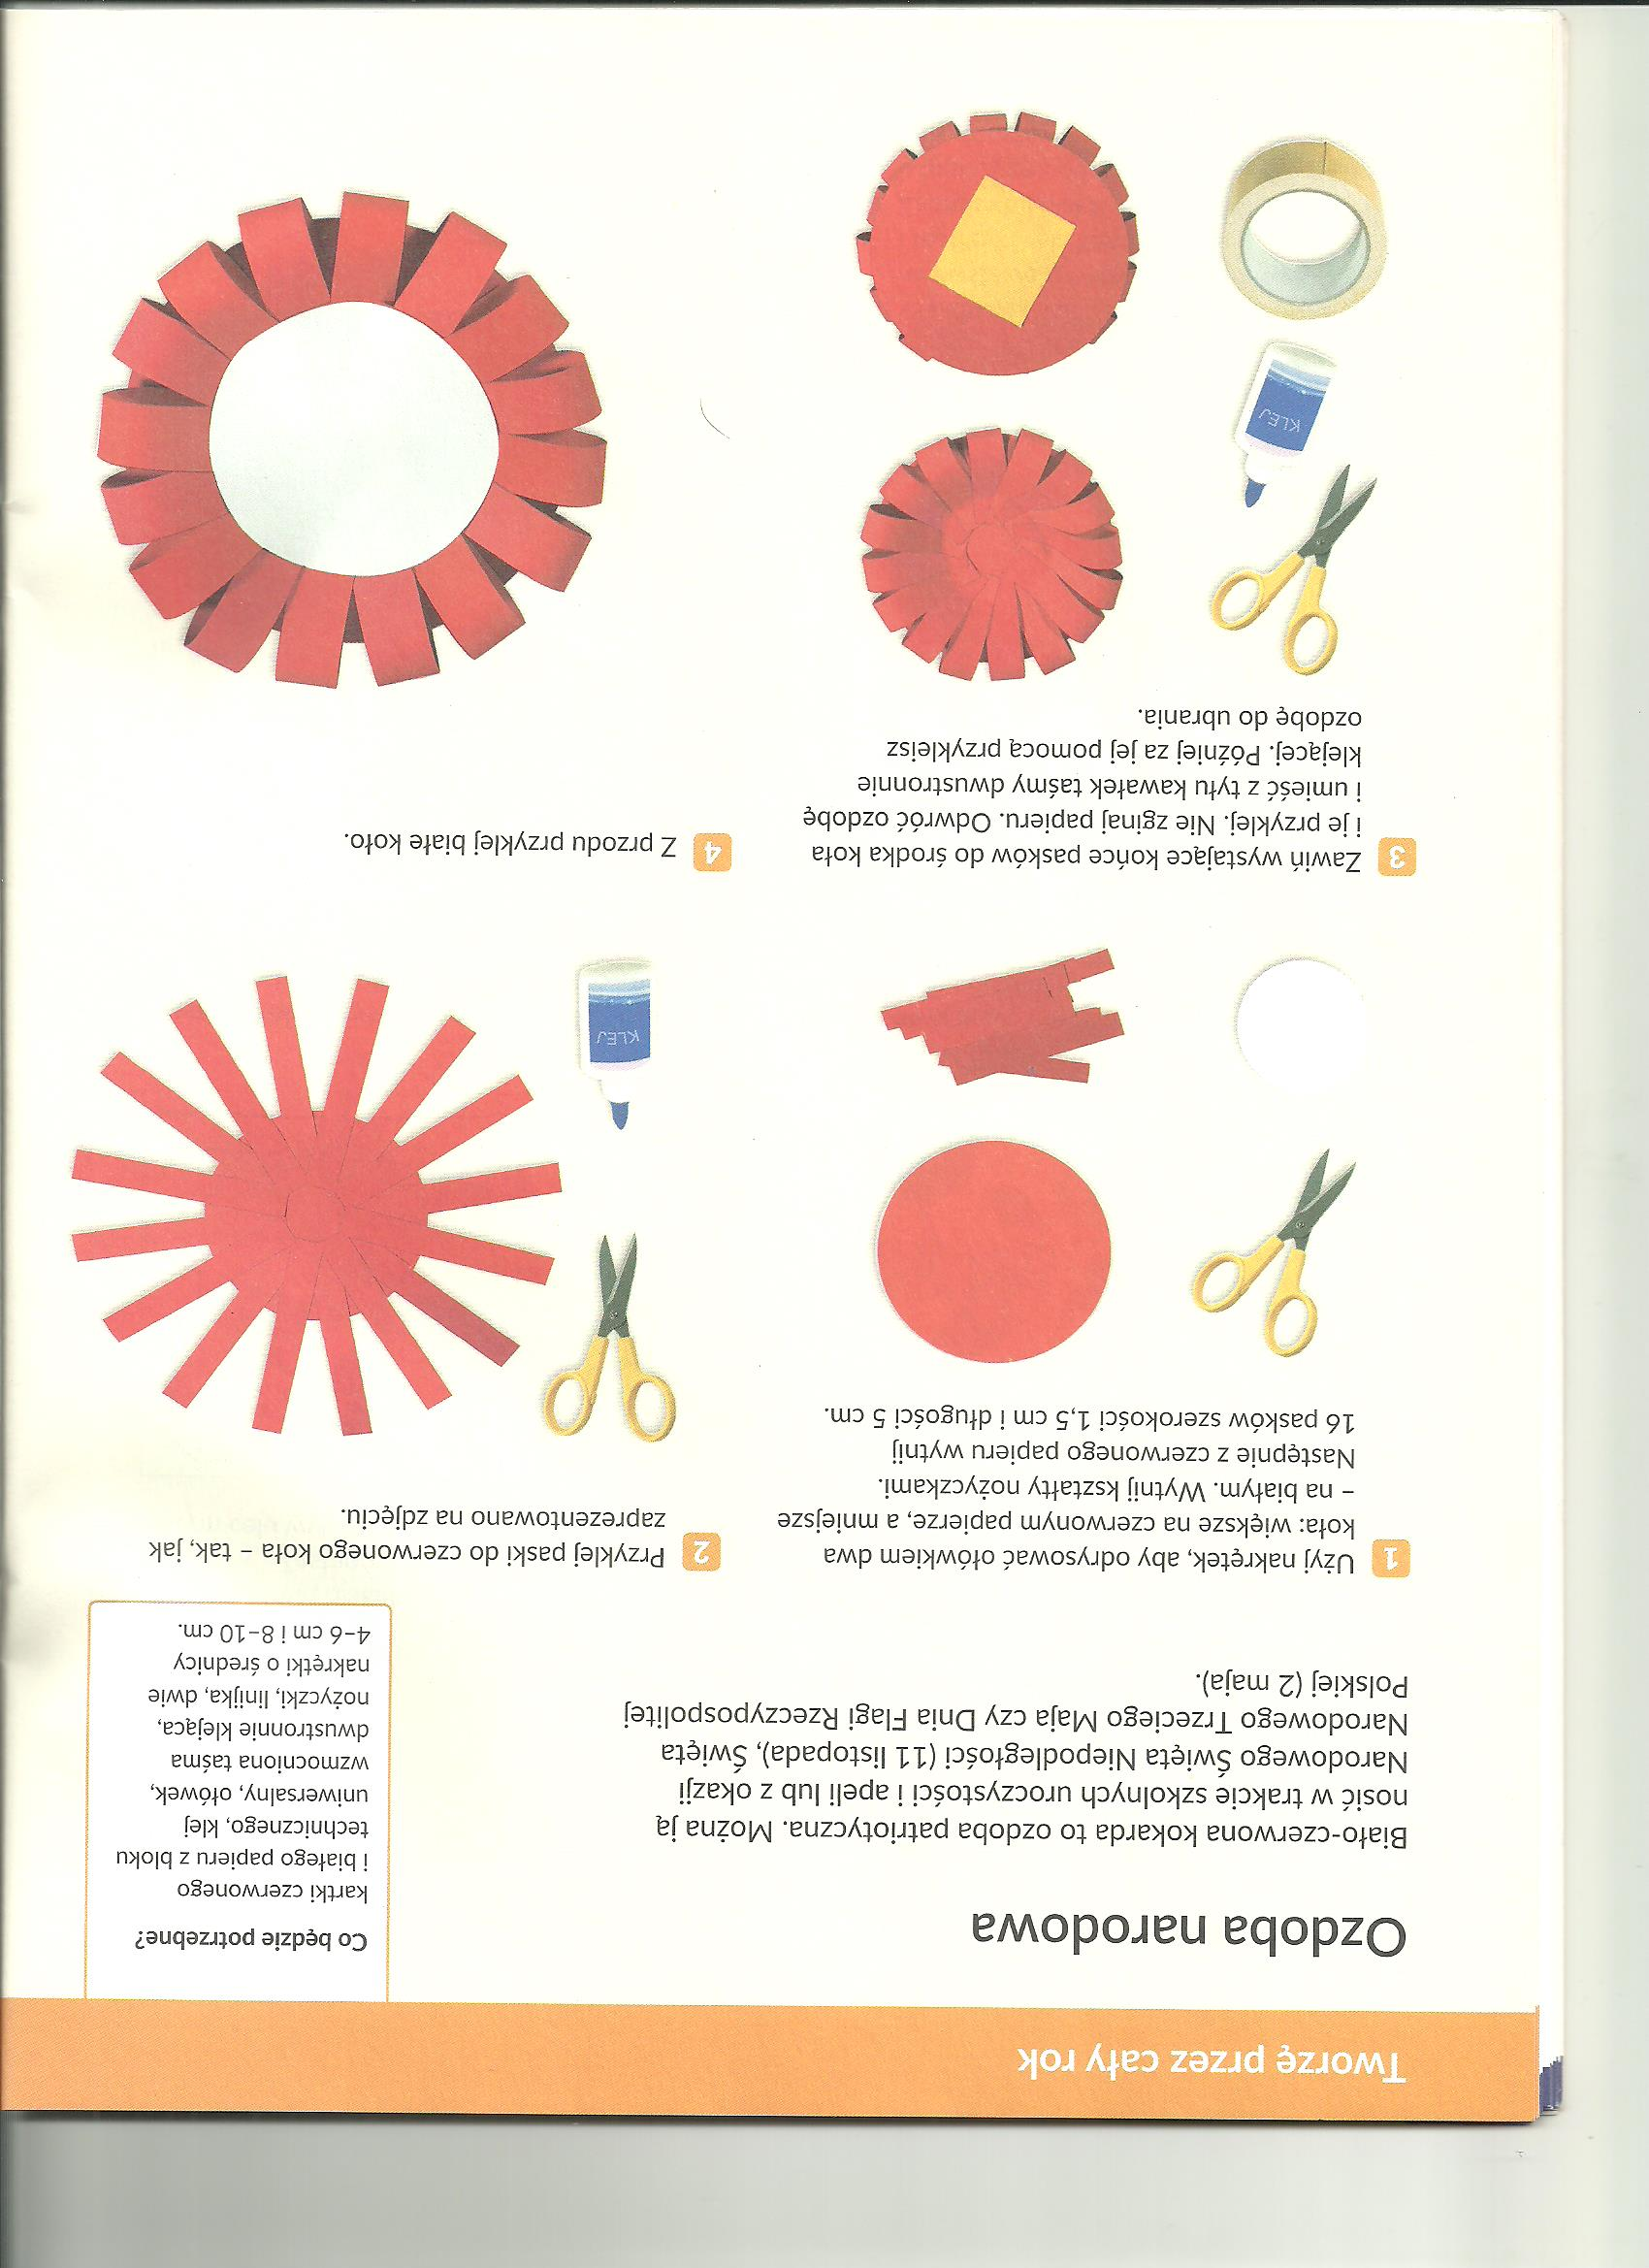 Tworzę przez cały rok
Ozdoba narodowa
Biało-czerwona kokarda to ozdoba patriotyczna. Można ją
nosić w trakcie szkolnych uroczystości i apeli lub z okazji
Narodowego Święta Niepodległości (11 listopada), Święta
Narodowego Trzeciego Maja czy Dnia Flagi Rzeczypospolitej
Polskiej (2 maja).
Co będzie potrzebne?
kartki czerwonego
i białego papieru z bloku
technicznego, klej
uniwersalny, ołówek,
wzmocniona taśma
dwustronnie klejąca,
nożyczki, linijka, dwie
nakrętki o średnicy
4–6 cm i 8–10 cm.
1 Użyj nakrętek, aby odrysować ołówkiem dwa
koła: większe na czerwonym papierze, a mniejsze
– na białym. Wytnij kształty nożyczkami.
Następnie z czerwonego papieru wytnij
16 pasków szerokości 1,5 cm i długości 5 cm.
2 Przyklej paski do czerwonego koła – tak, jak
zaprezentowano na zdjęciu.
KLEJ
3 Zawiń wystające końce pasków do środka koła
i je przyklej. Nie zginaj papieru. Odwróć ozdobę
i umieść z tyłu kawałek taśmy dwustronnie
klejącej. Później za jej pomocą przykleisz
ozdobę do ubrania.
KLEJ
4 Z przodu przyklej białe koło.